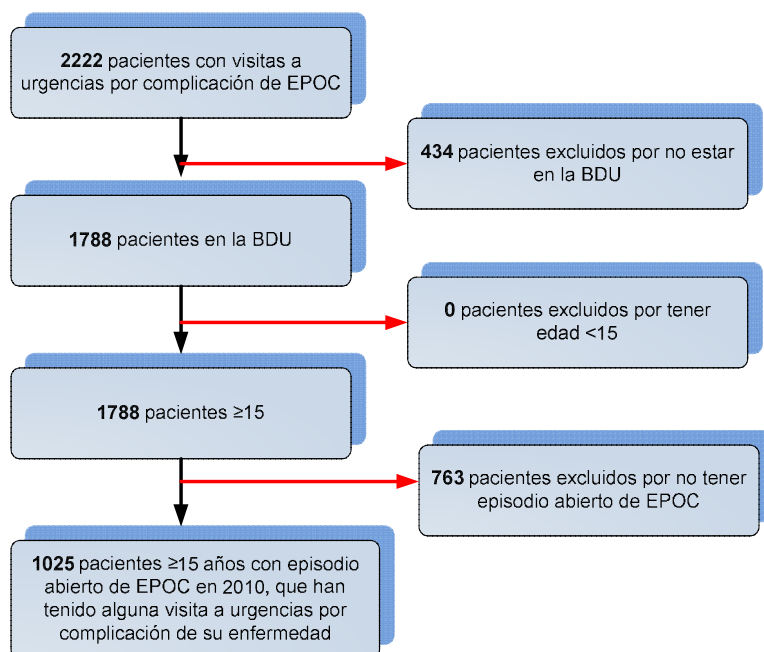 2222 pacientes con visitas a
urgencias por complicación de EPOC
434 pacientes excluidos por no estar
en la BDU
1788 pacientes en la BDU
0 pacientes excluidos por tener
edad <15
1788 pacientes ≥15
763 pacientes excluidos por no tener
episodio abierto de EPOC
1025 pacientes ≥15 años con episodio
abierto de EPOC en 2010, que han
tenido alguna visita a urgencias por
complicación de su enfermedad